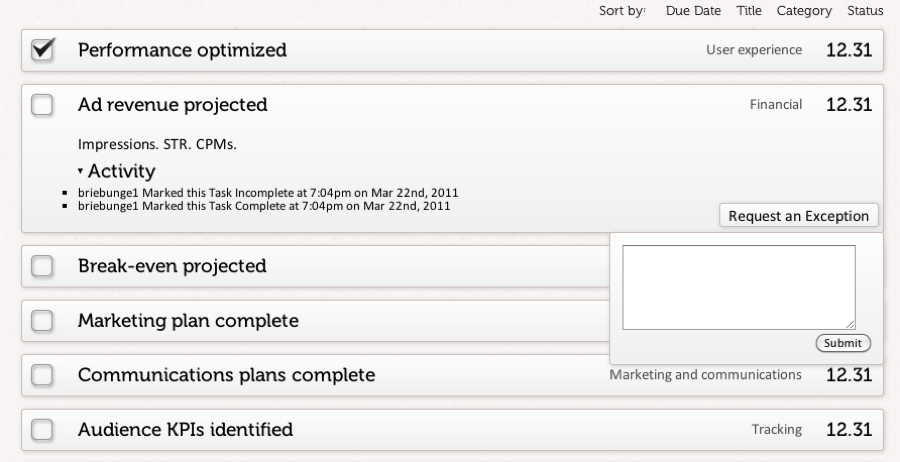 Sort by: Due Date Title Category Status
Performance optimized User experience 12.31
Ad revenue projected Financial 12.31
Impressions. STR. CPMs.
Activity
briebunge1 Marked this Task Incomplete at 7:04pm on Mar 22nd, 2011
briebunge1 Marked this Task Complete at 7:04pm on Mar 22nd, 2011
Request an Exception
Break-even projected
Marketing plan complete
Submit
Communications plans complete Marketing and communications 12.31
Audience KPIs identified Tracking 12.31